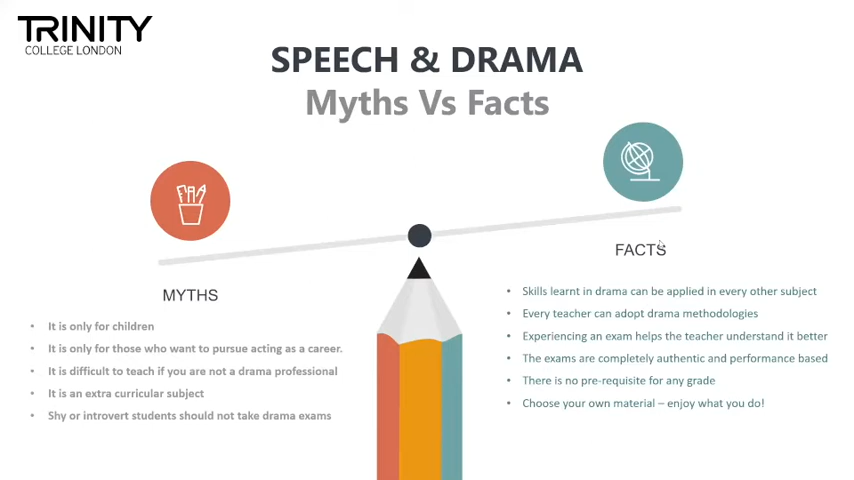 TRINITY
COLLEGE LONDON
SPEECH & DRAMA
Myths Vs Facts
MYTHS
• It is only for children
• It is only for those who want to pursue acting as a career.
• It is difficult to teach if you are not a drama professional
• It is an extra curricular subject
• Shy or introvert students should not take drama exams
FACTS
• Skills learnt in drama can be applied in every other subject
• Every teacher can adopt drama methodologies
• Experiencing an exam helps the teacher understand it better
• The exams are completely authentic and performance based
• There is no pre-requisite for any grade
• Choose your own material – enjoy what you do!